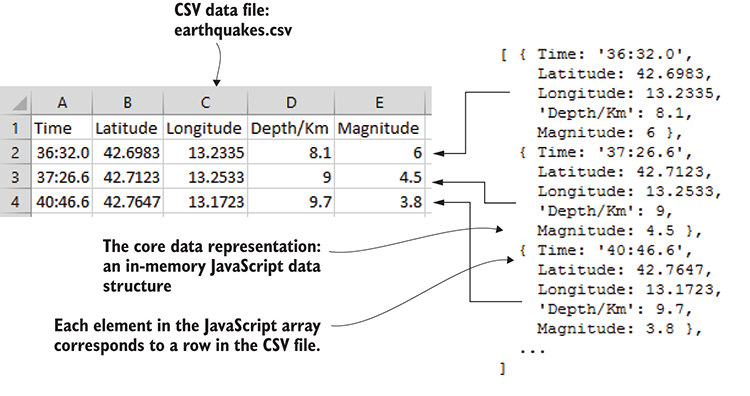 CSV data file:
earthquakes.csv
A B C D E
1 Time Latitude Longitude Depth/Km Magnitude
2 36:32.0 42.6983 13.2335 8.1 6
3 37:26.6 42.7123 13.2533 9 4.5
4 40:46.6 42.7647 13.1723 9.7 3.8
The core data representation:
an in-memory JavaScript data
structure
Each element in the JavaScript array
corresponds to a row in the CSV file.
[ { Time: '36:32.0',
Latitude: 42.6983,
Longitude: 13.2335,
'Depth/Km': 8.1,
Magnitude: 6 },
{ Time: '37:26.6',
Latitude: 42.7123,
Longitude: 13.2533,
'Depth/Km': 9,
Magnitude: 4.5 },
{ Time: '40:46.6',
Latitude: 42.7647,
Longitude: 13.1723,
'Depth/Km': 9.7,
Magnitude: 3.8 },
...
]